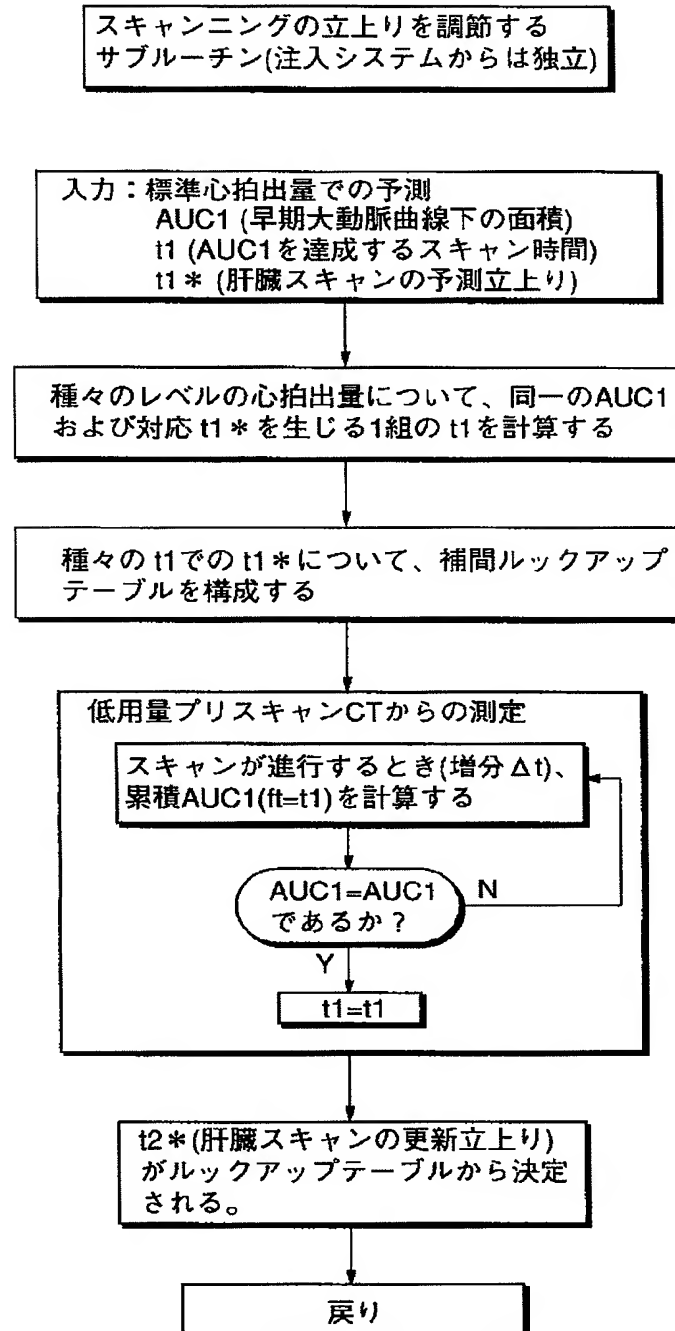 スキャンニングの立上りを調節する
サブルーチン(注入システムからは独立)
入力：標準心拍出量での予測
AUC1 (早期大動脈曲線下の面積)
t1 (AUC1を達成するスキャン時間)
t1＊ (肝臓スキャンの予測立上り)
種々のレベルの心拍出量について、同一のAUC1
および対応 t1＊を生じる1組の t1を計算する
種々の t1での t1＊について、補間ルックアップ
テーブルを構成する
低用量プリスキャンCTからの測定
スキャンが進行するとき(増分 Δt)、
累積AUC1(ft=t1)を計算する
AUC1=AUC1
であるか？
N
Y
t1=t1
t2＊(肝臓スキャンの更新立上り)
がルックアップテーブルから決定
される。
戻り